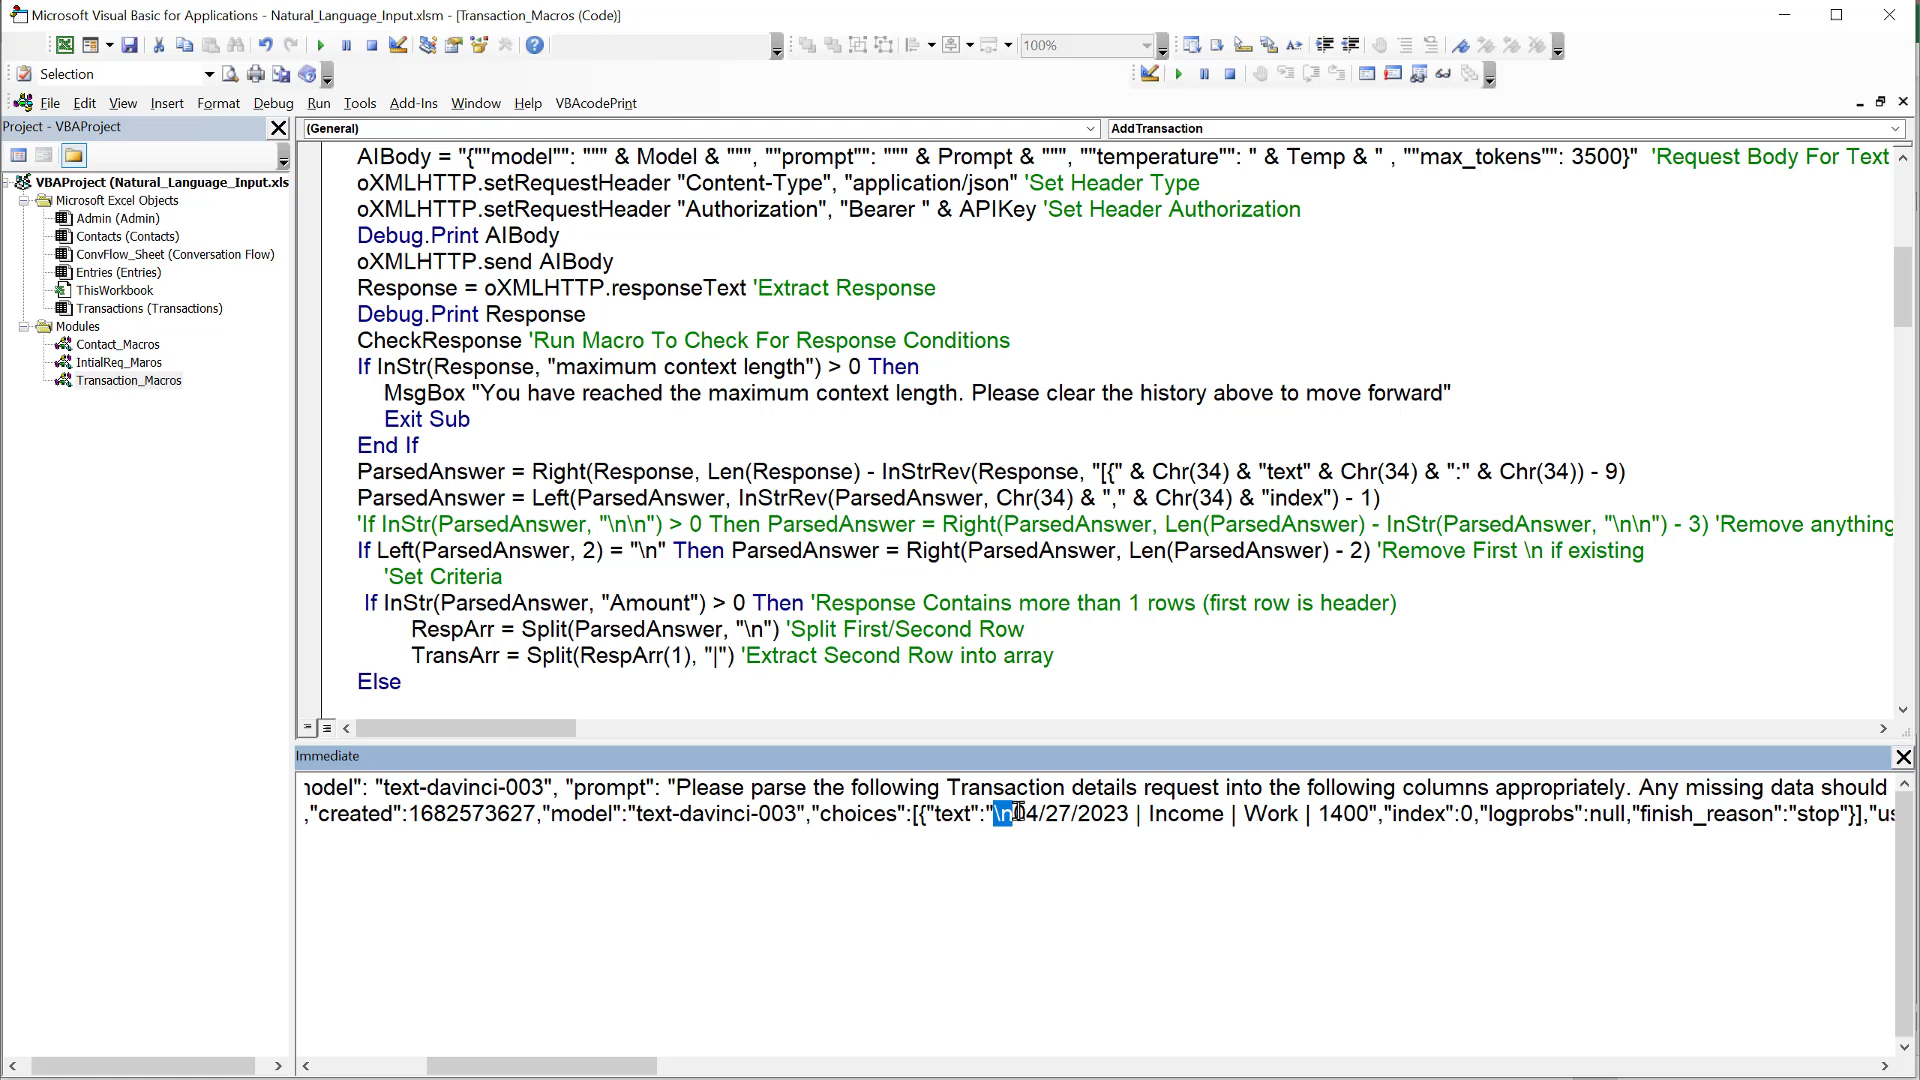 Microsoft Visual Basic for Applications - Natural_Language_Input.xlsm - [Transaction_Macros (Code)]
100%
Selection
File Edit View Insert Format Debug Run Tools Add-Ins Window Help VBAcodePrint
Project - VBAProject
(General)
AddTransaction
VBAProject (Natural_Language_Input.xls
Microsoft Excel Objects
Admin (Admin)
Contacts (Contacts)
ConvFlow_Sheet (Conversation Flow)
Entries (Entries)
ThisWorkbook
Transactions (Transactions)
Modules
Contact_Macros
IntialReq_Maros
Transaction_Macros
AIBody = "{""model"": """ & Model & """, ""prompt"": """ & Prompt & """, ""temperature"": " & Temp & " , ""max_tokens"": 3500}" 'Request Body For Text
oXMLHTTP.setRequestHeader "Content-Type", "application/json" 'Set Header Type
oXMLHTTP.setRequestHeader "Authorization", "Bearer " & APIKey 'Set Header Authorization
Debug.Print AIBody
oXMLHTTP.send AIBody
Response = oXMLHTTP.responseText 'Extract Response
Debug.Print Response
CheckResponse 'Run Macro To Check For Response Conditions
If InStr(Response, "maximum context length") > 0 Then
MsgBox "You have reached the maximum context length. Please clear the history above to move forward"
Exit Sub
End If
ParsedAnswer = Right(Response, Len(Response) - InStrRev(Response, "[{" & Chr(34) & "text" & Chr(34) & ":" & Chr(34)) - 9)
ParsedAnswer = Left(ParsedAnswer, InStrRev(ParsedAnswer, Chr(34) & "," & Chr(34) & "index") - 1)
'If InStr(ParsedAnswer, "\n\n") > 0 Then ParsedAnswer = Right(ParsedAnswer, Len(ParsedAnswer) - InStr(ParsedAnswer, "\n\n") - 3) 'Remove anything
If Left(ParsedAnswer, 2) = "\n" Then ParsedAnswer = Right(ParsedAnswer, Len(ParsedAnswer) - 2) 'Remove First \n if existing
'Set Criteria
If InStr(ParsedAnswer, "Amount") > 0 Then 'Response Contains more than 1 rows (first row is header)
RespArr = Split(ParsedAnswer, "\n") 'Split First/Second Row
TransArr = Split(RespArr(1), "|") 'Extract Second Row into array
Else
Immediate
nodel": "text-davinci-003", "prompt": "Please parse the following Transaction details request into the following columns appropriately. Any missing data should
,"created":1682573627,"model":"text-davinci-003","choices":[{"text":"\n04/27/2023 | Income | Work | 1400","index":0,"logprobs":null,"finish_reason":"stop"}],"us